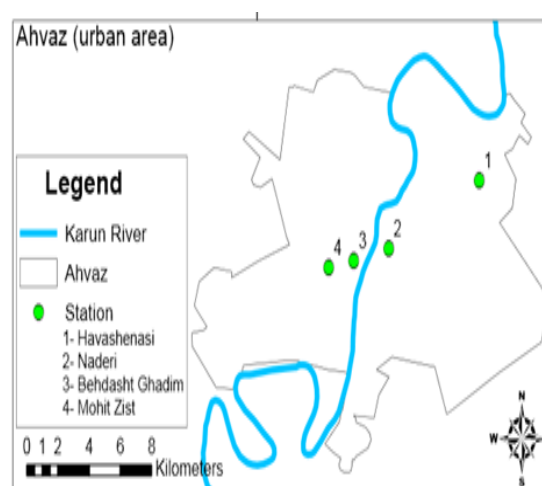 Ahvaz (urban area)
Legend
Karun River
Ahvaz
Station
1- Havashenasi
2- Naderi
3- Behdasht Ghadim
4- Mohit Zist
0 1 2 4 6 8
Kilometers
1
2
3
4
N
W E
S